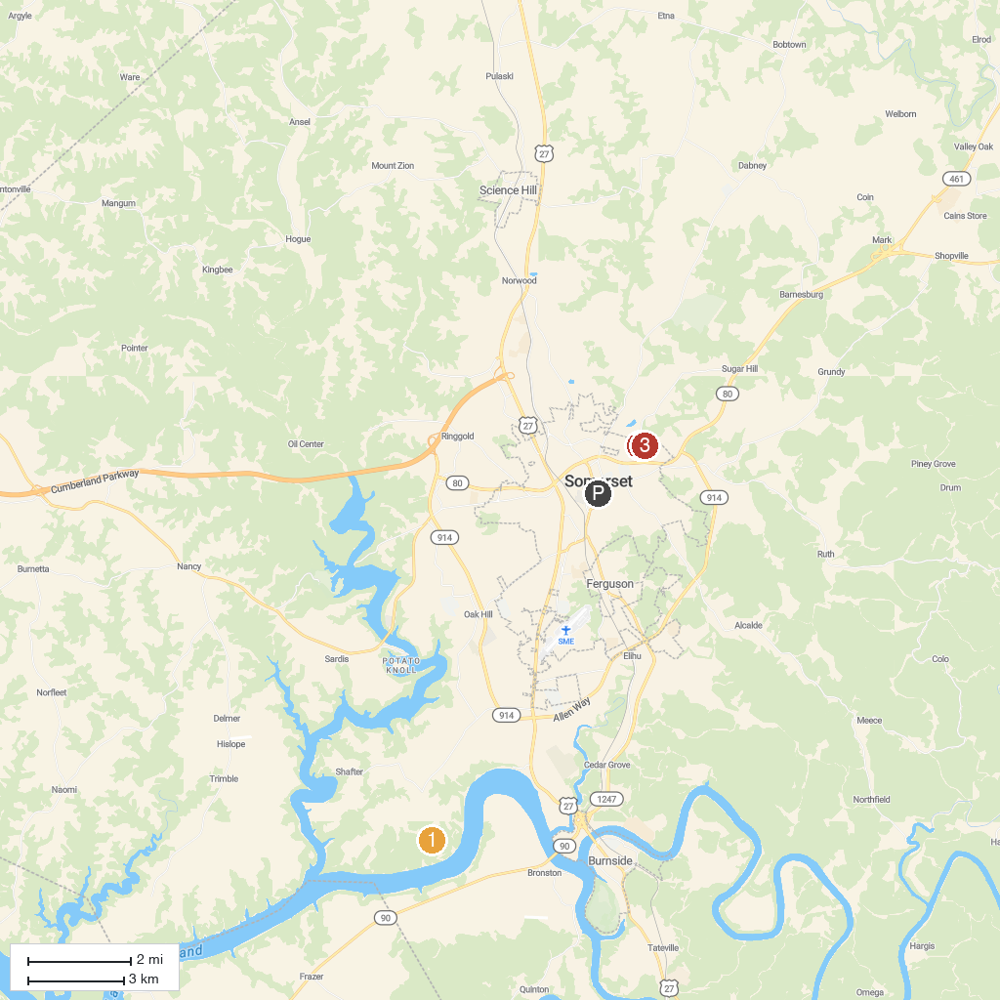 Argyle
Etna
Bobtown
Elrod
Ware
Pulaski
Welborn
Ansel
Valley Oak
27
Mount Zion
Dabney
461
ntonville
Science Hill
Mangum
Coin
Cains Store
Hogue
Mark
Shopville
Kingbee
Norwood
Barnesburg
Pointer
Sugar Hill
Grundy
80
27
Ringgold
Oil Center
3
Piney Grove
Cumberland Parkway
80
Somerset
P
Drum
914
914
Ruth
Burnetta
Nancy
Ferguson
Oak Hill
Alcalde
SME
Sardis
POTATO
KNOLL
Elihu
Colo
Norfleet
Delmer
914
Allen Way
Meece
Hislope
Cedar Grove
Shafter
Trimble
Naomi
27
1247
Northfield
1
90
Burnside
Bronston
90
Tateville
Hargis
land
2 mi
3 km
Frazer
Quinton
27
Omega